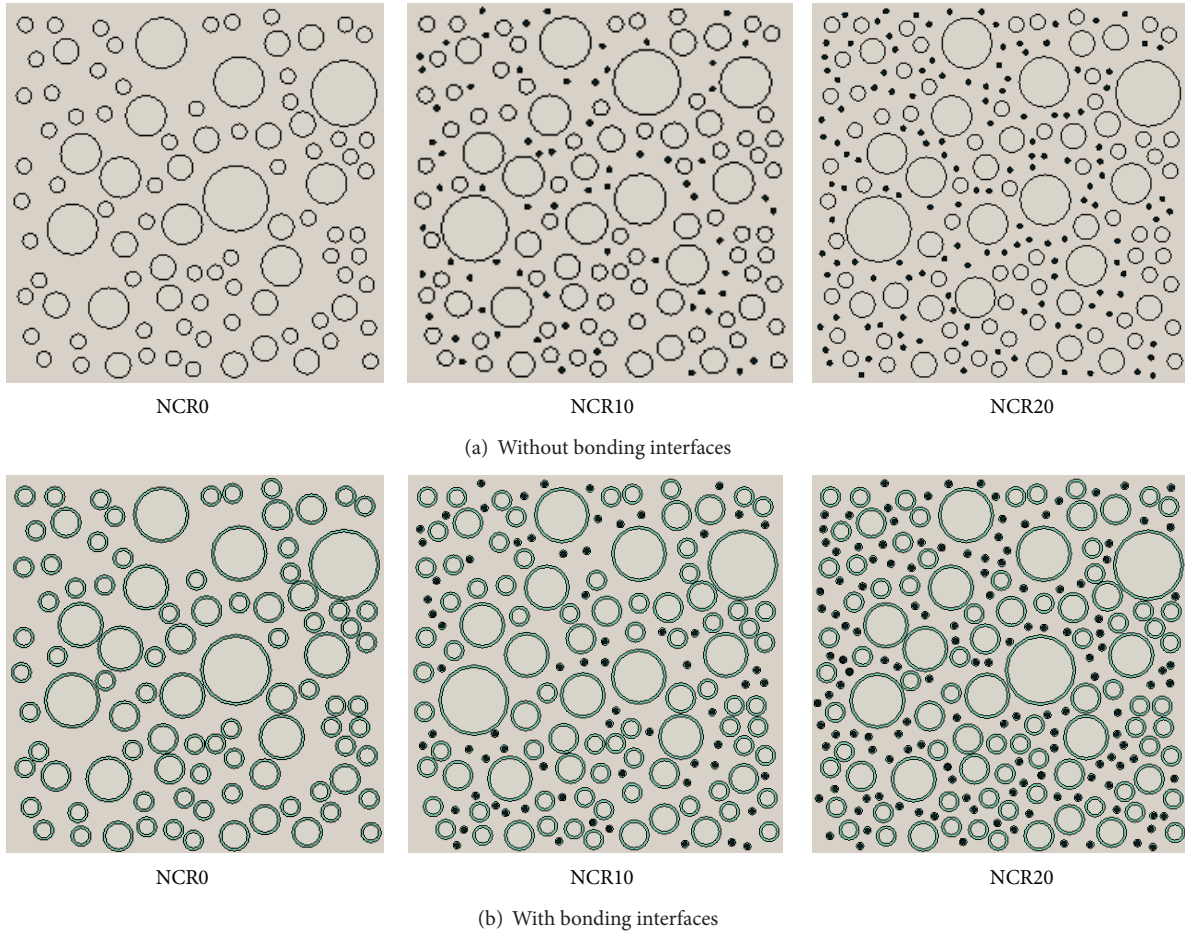 NCR0 NCR10 NCR20
(a) Without bonding interfaces
NCR0 NCR10 NCR20
(b) With bonding interfaces